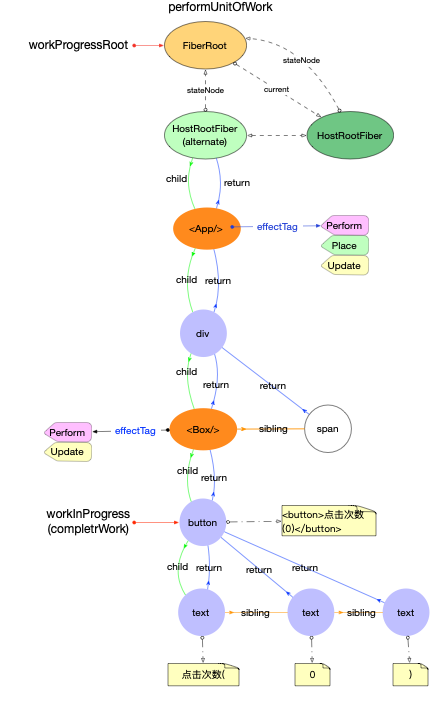 performUnitOfWork
workProgressRoot
FiberRoot
stateNode
current
stateNode
HostRootFiber
(alternate)
HostRootFiber
child
return
<App/>
effectTag
Perform
Place
Update
child
return
div
child
return
return
Perform
effectTag
Update
<Box/>
sibling
span
child
return
workInProgress
(completrWork)
button
<button>点击次数
(0)</button>
child
return
return
return
text
sibling
text
sibling
text
点击次数(
0
)